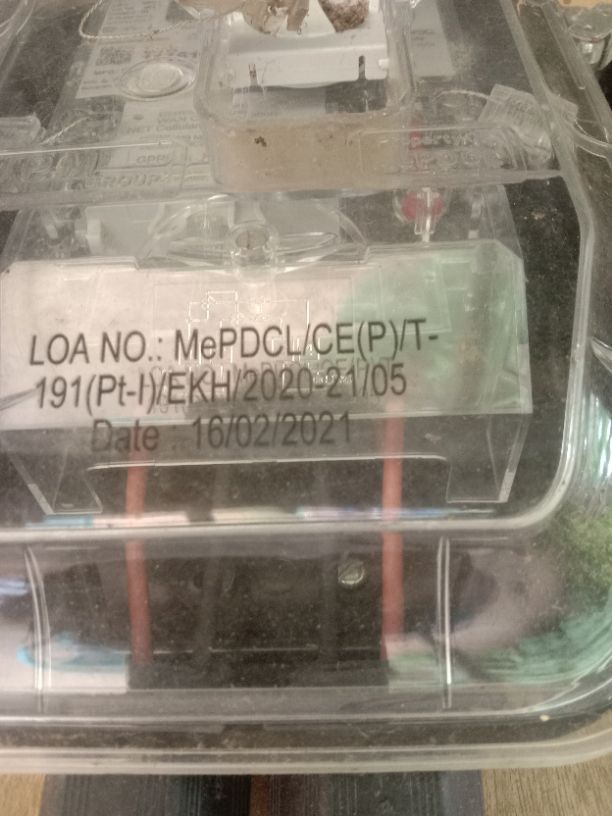 LOA NO.: MePDCL/CE(P)/T-
191(Pt-I)/EKH/2020-21/05
Date : 16/02/2021